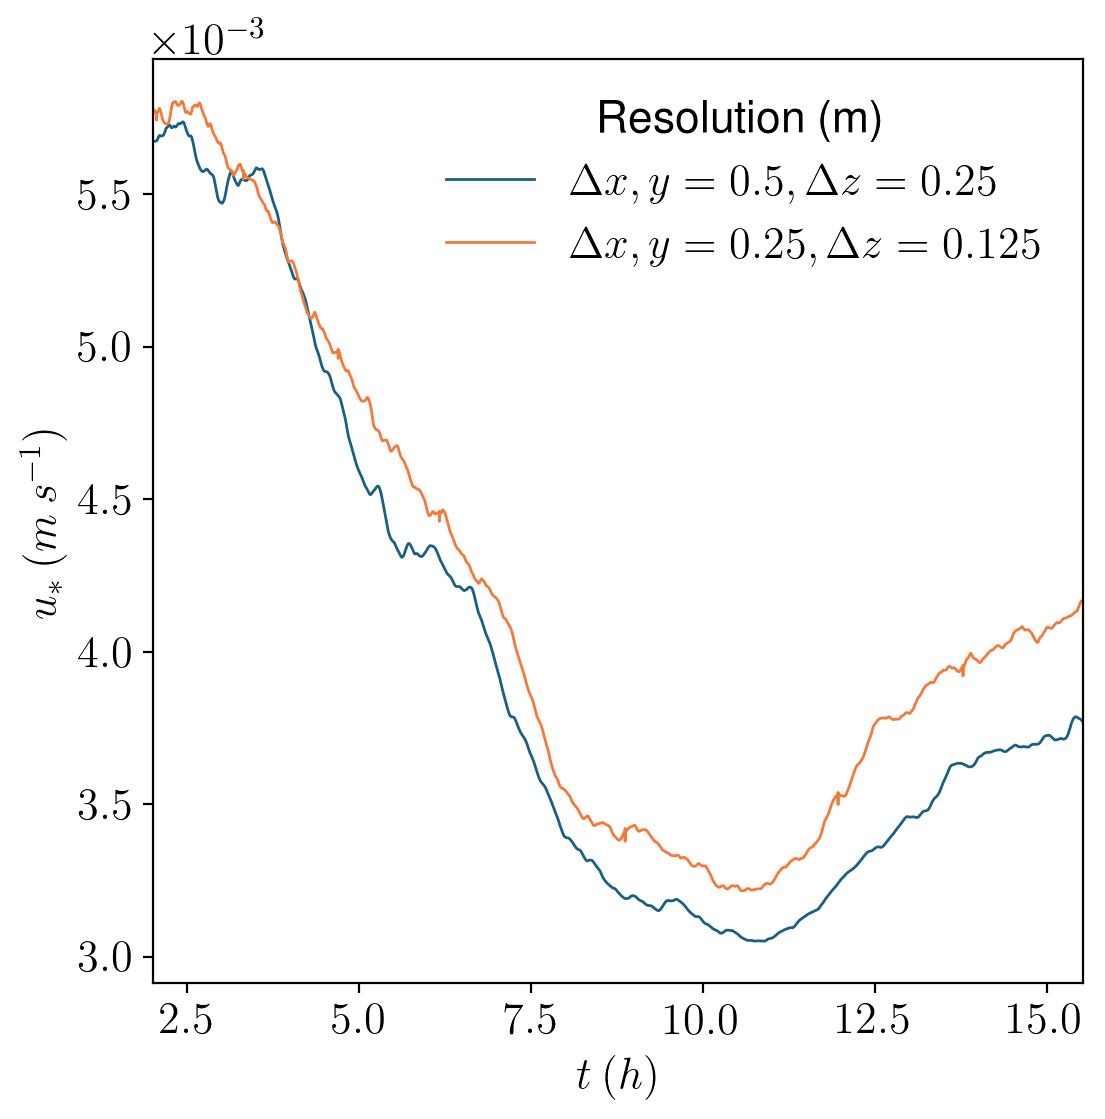 ×10⁻³
Resolution (m)
Δx, y = 0.5, Δz = 0.25
Δx, y = 0.25, Δz = 0.125
5.5
5.0
4.5
4.0
3.5
3.0
u* (m s⁻¹)
2.5 5.0 7.5 10.0 12.5 15.0
t (h)